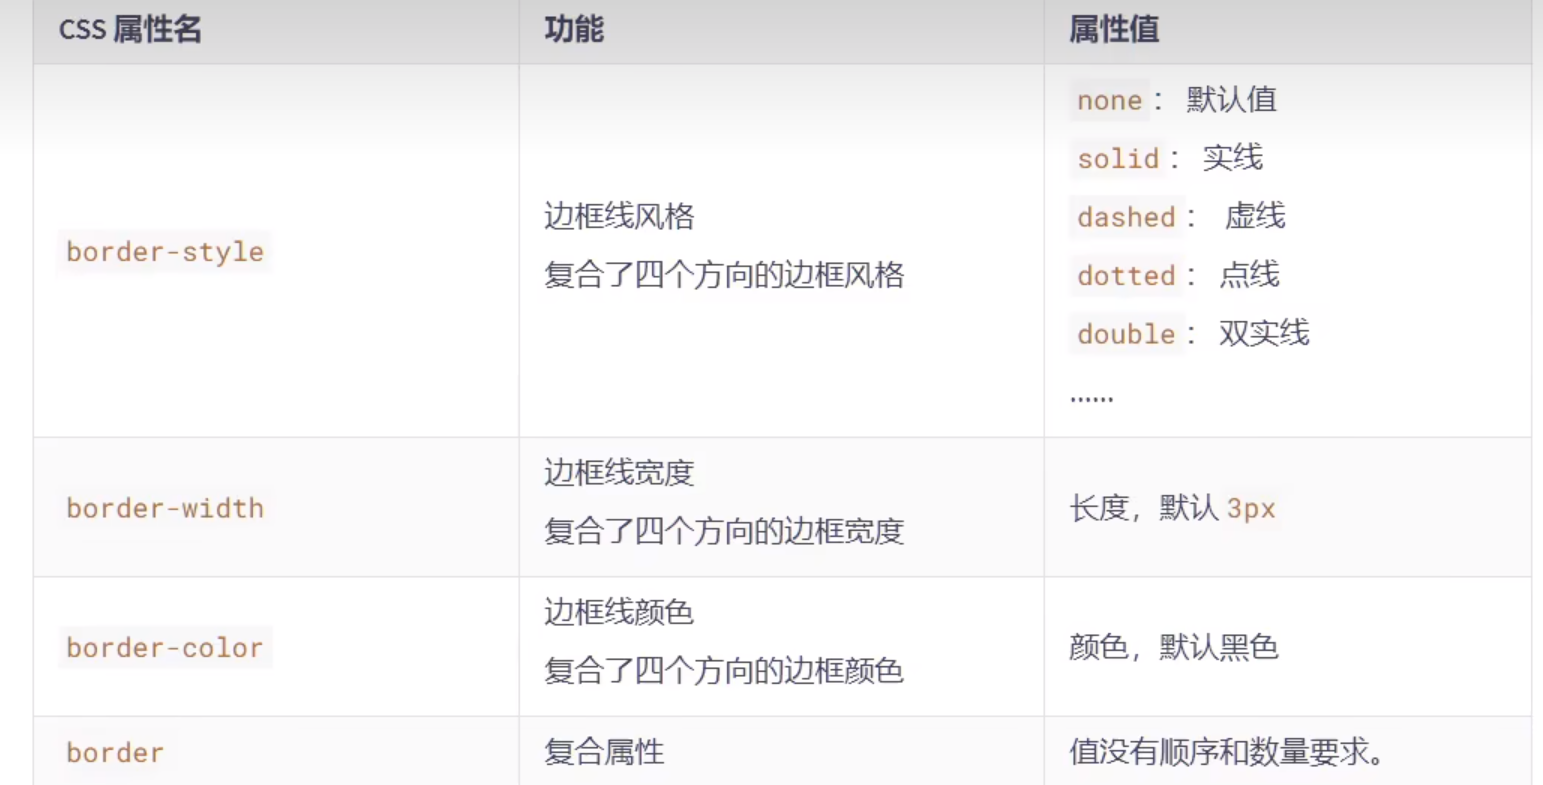 CSS 属性名 功能 属性值
border-style
边框线风格
复合了四个方向的边框风格
none： 默认值
solid： 实线
dashed： 虚线
dotted： 点线
double： 双实线
......
border-width
边框线宽度
复合了四个方向的边框宽度
长度，默认 3px
border-color
边框线颜色
复合了四个方向的边框颜色
颜色，默认黑色
border 复合属性 值没有顺序和数量要求。